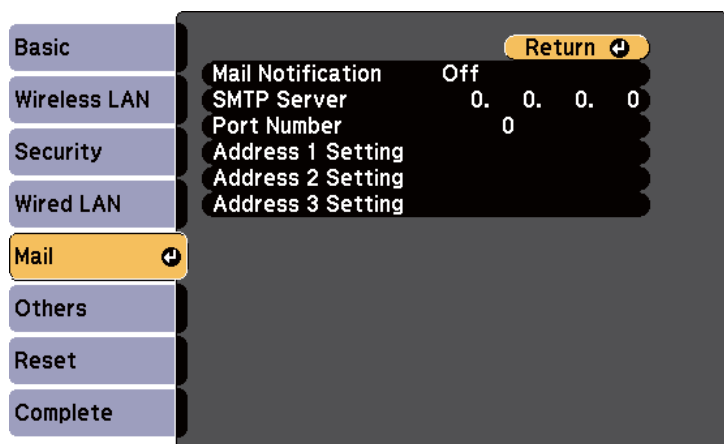 Basic
Wireless LAN
Security
Wired LAN
Mail
Others
Reset
Complete
Return
Mail Notification Off
SMTP Server 0. 0. 0. 0
Port Number 0
Address 1 Setting
Address 2 Setting
Address 3 Setting